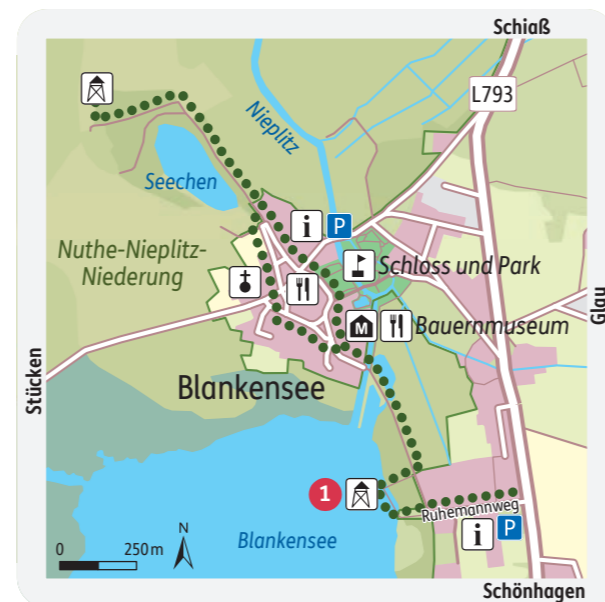 Schiaß
L793
Nieplitz
Seechen
i P
Nuthe-Nieplitz-
Niederung
Schloss und Park
Glau
M
Bauernmuseum
Stücken
Blankensee
1
Ruhemannweg
N
0 250 m
Blankensee
i P
Schönhagen